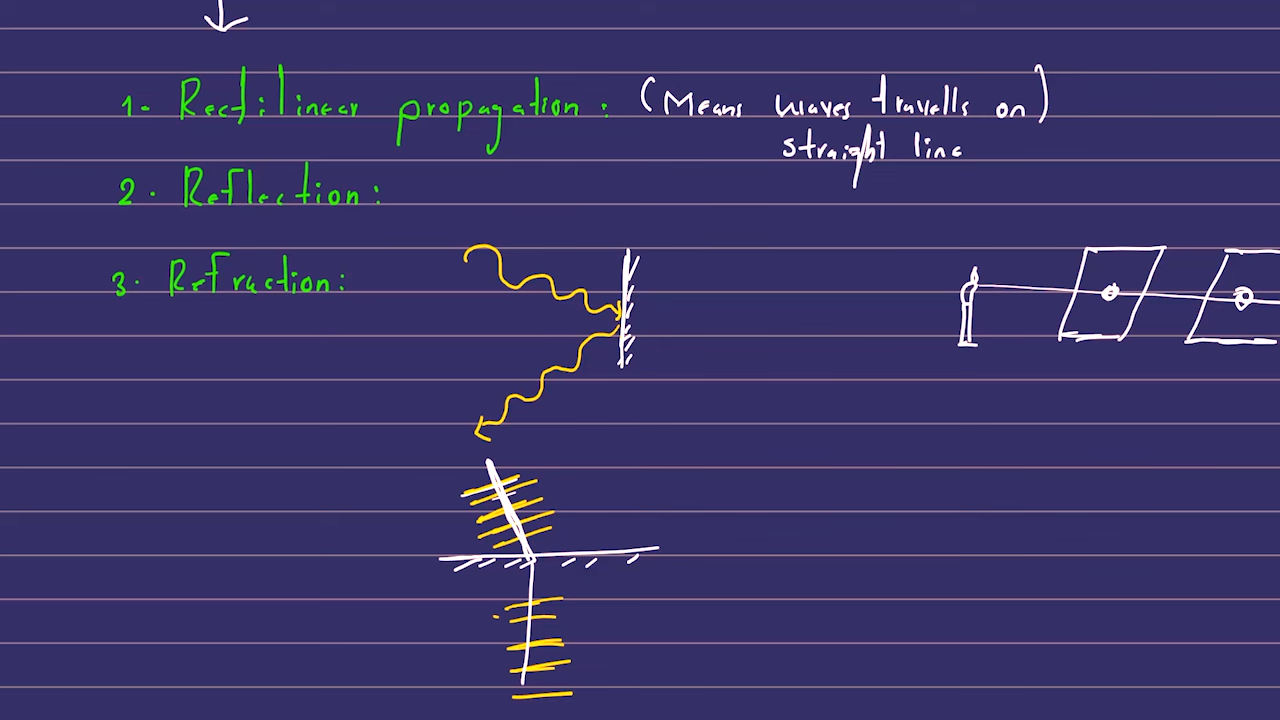 1- Rectilinear propagation: (Means waves travells on)
straight line
2. Reflection:
3. Refraction: